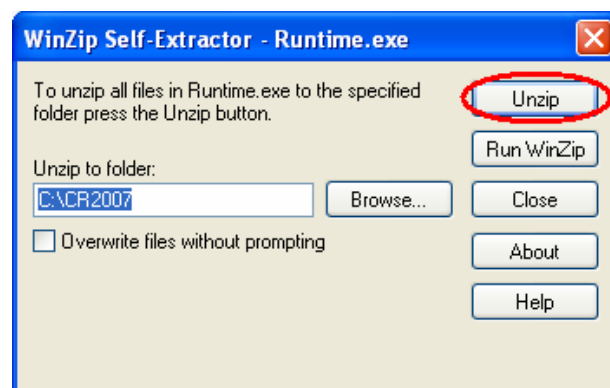 WinZip Self-Extractor - Runtime.exe
To unzip all files in Runtime.exe to the specified
folder press the Unzip button.
Unzip to folder:
C:\CR2007
Browse...
Overwrite files without prompting
Unzip
Run WinZip
Close
About
Help